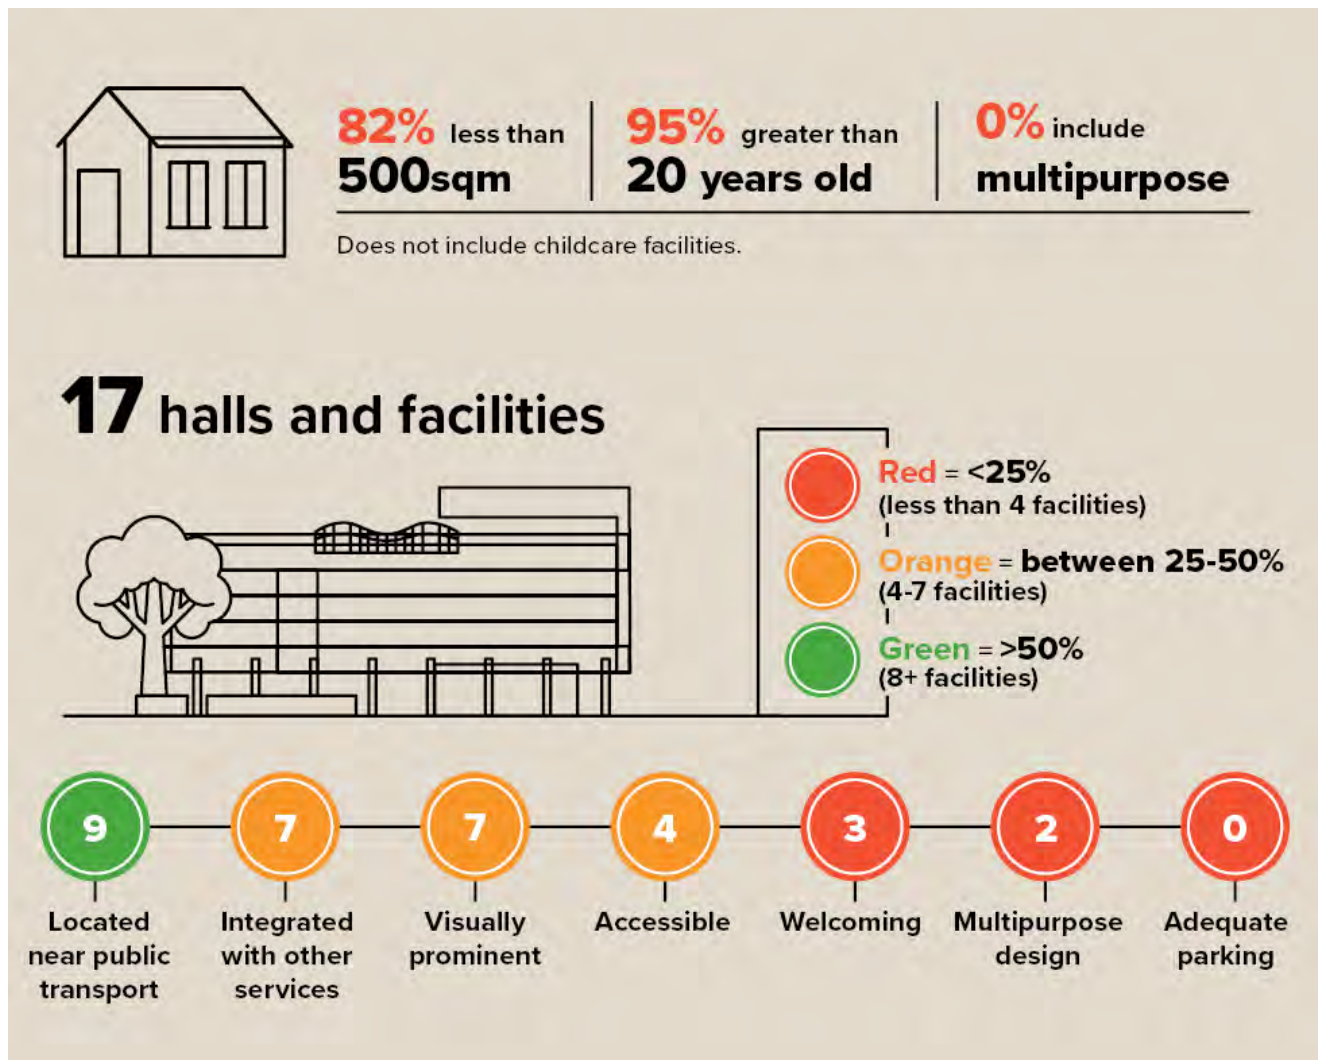 82% less than
500sqm
95% greater than
20 years old
0% include
multipurpose
Does not include childcare facilities.
17 halls and facilities
Red = <25%
(less than 4 facilities)
Orange = between 25-50%
(4-7 facilities)
Green = >50%
(8+ facilities)
9
Located
near public
transport
7
Integrated
with other
services
7
Visually
prominent
4
Accessible
3
Welcoming
2
Multipurpose
design
0
Adequate
parking